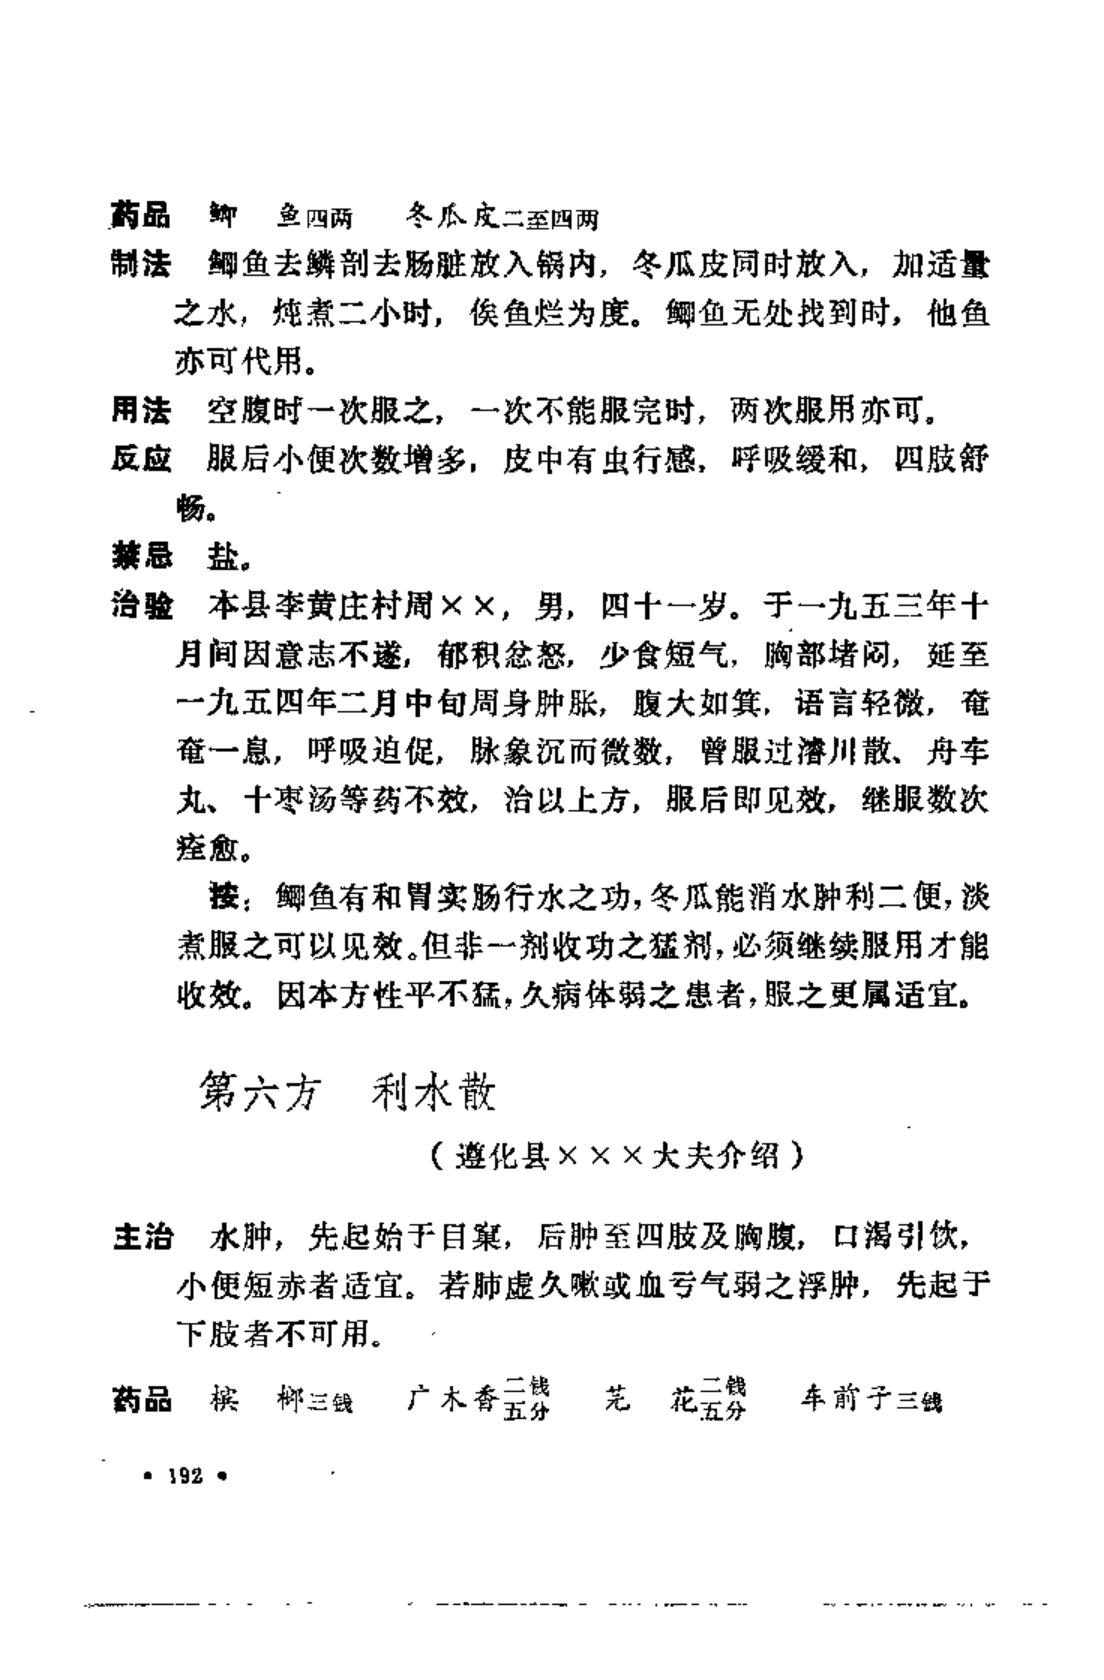 药品 鲫 鱼四两 冬瓜皮二至四两
制法 鲫鱼去鳞剖去肠脏放入锅内，冬瓜皮同时放入，加适量
之水，炖煮二小时，俟鱼烂为度。鲫鱼无处找到时，他鱼
亦可代用。
用法 空腹时一次服之，一次不能服完时，两次服用亦可。
反应 服后小便次数增多，皮中有虫行感，呼吸缓和，四肢舒
畅。
禁忌 盐。
治验 本县李黄庄村周××，男，四十一岁。于一九五三年十
月间因意志不遂，郁积忿怒，少食短气，胸部堵闷，延至
一九五四年二月中旬周身肿胀，腹大如箕，语言轻微，奄
奄一息，呼吸迫促，脉象沉而微数，曾服过濬川散、舟车
丸、十枣汤等药不效，治以上方，服后即见效，继服数次
痊愈。
按：鲫鱼有和胃实肠行水之功，冬瓜能消水肿利二便，淡
煮服之可以见效。但非一剂收功之猛剂，必须继续服用才能
收效。因本方性平不猛，久病体弱之患者，服之更属适宜。
第六方 利水散
（遵化县×××大夫介绍）
主治 水肿，先起始于目窠，后肿至四肢及胸腹，口渴引饮，
小便短赤者适宜。若肺虚久嗽或血亏气弱之浮肿，先起于
下肢者不可用。
药品 槟 榔三钱 广木香二钱五分 芫 花二钱五分 车前子三钱
• 192 •